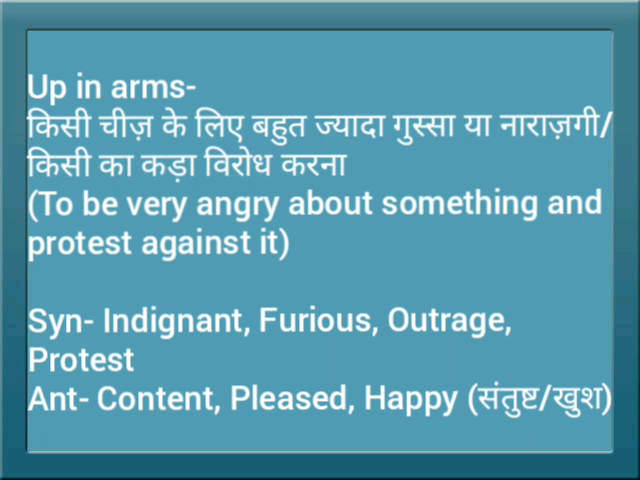 Up in arms-
किसी चीज़ के लिए बहुत ज्यादा गुस्सा या नाराज़गी/
किसी का कड़ा विरोध करना
(To be very angry about something and
protest against it)
Syn- Indignant, Furious, Outrage,
Protest
Ant- Content, Pleased, Happy (संतुष्ट/खुश)